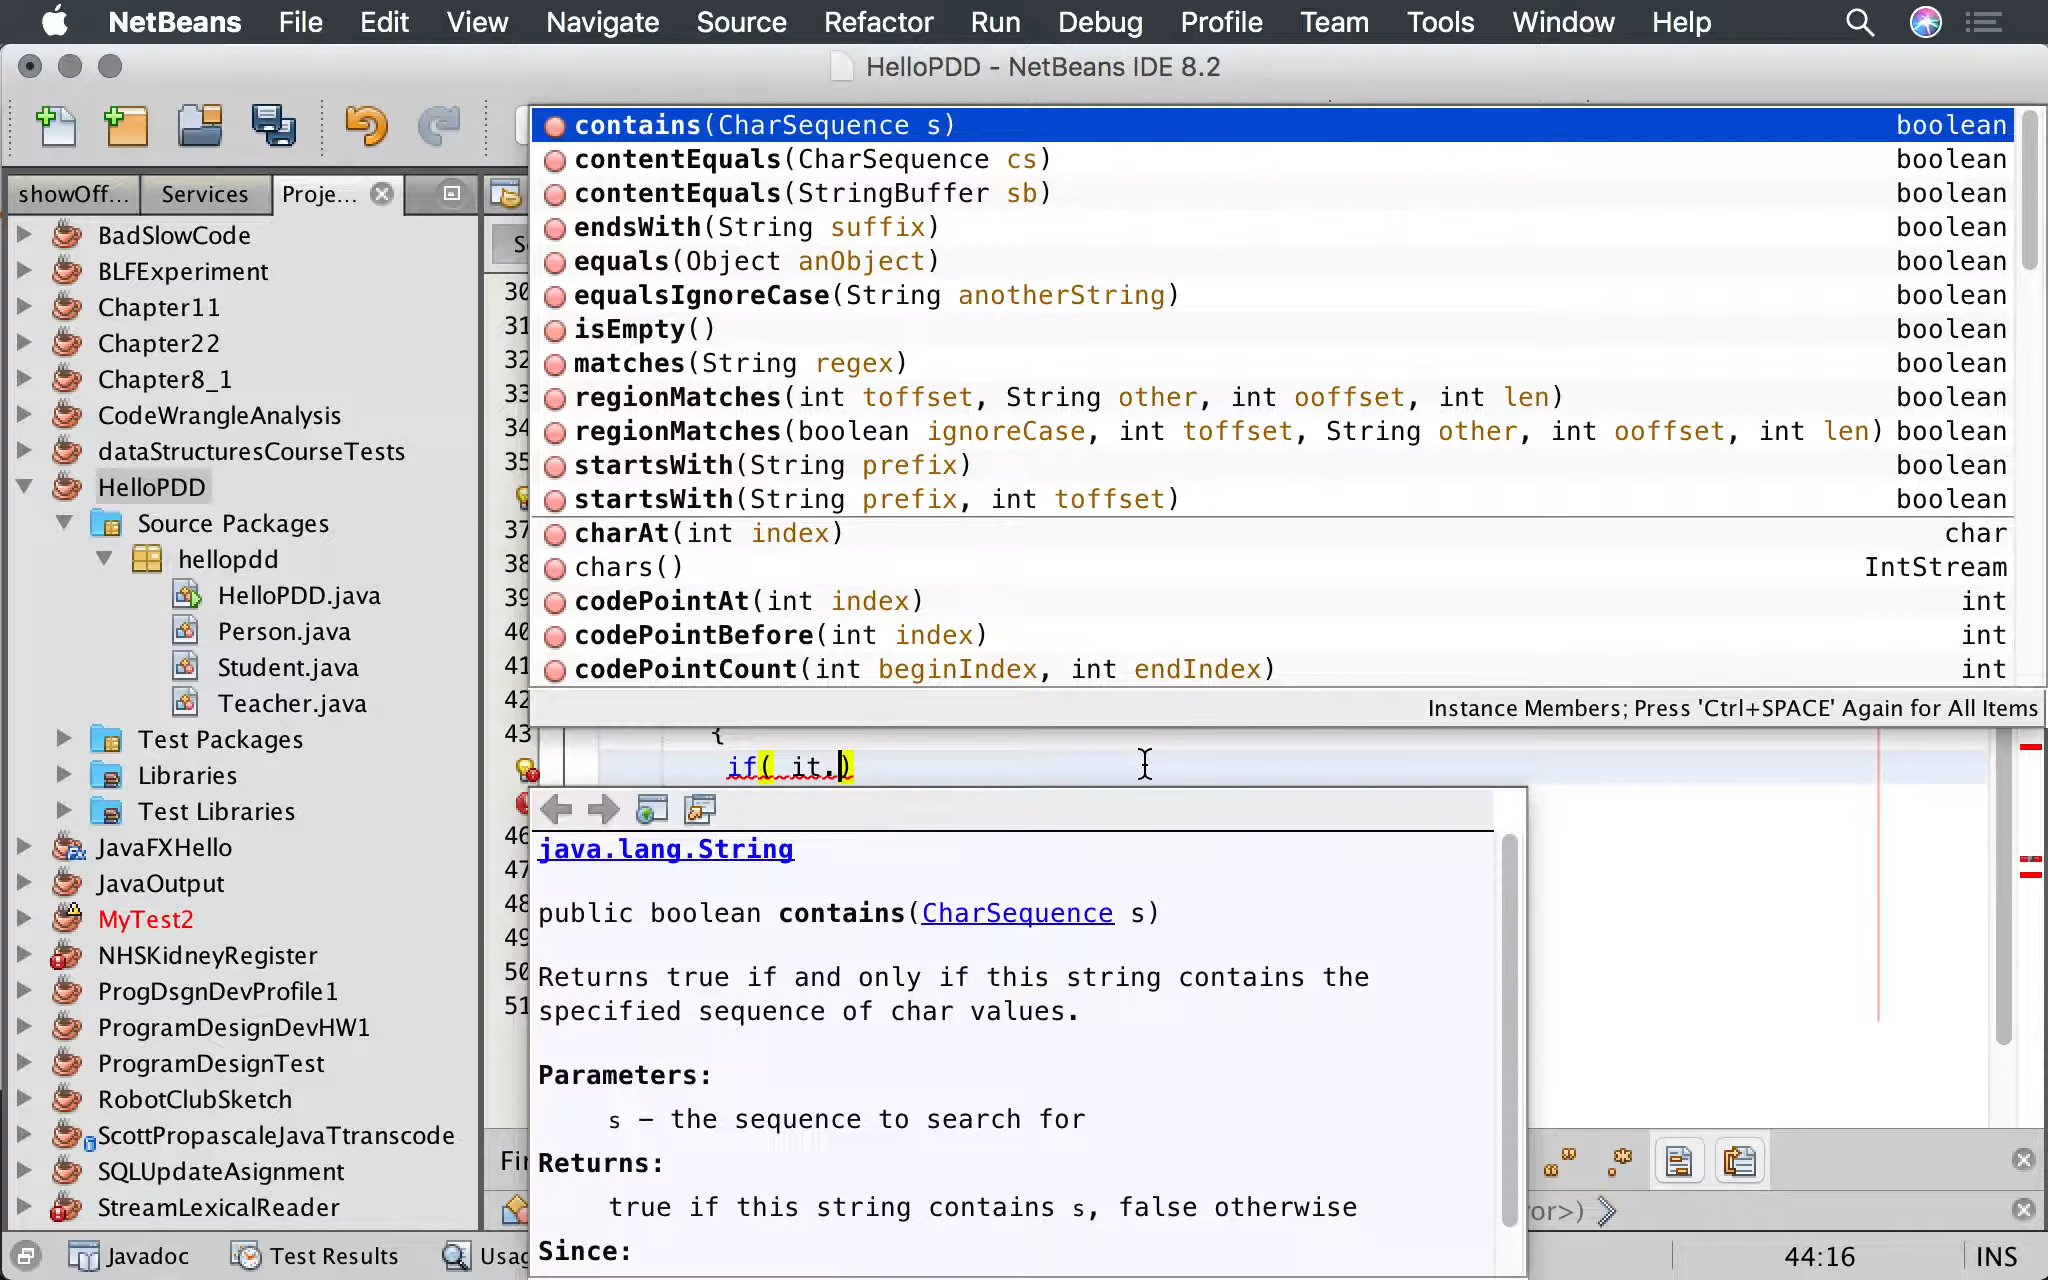 NetBeans File Edit View Navigate Source Refactor Run Debug Profile Team Tools Window Help
HelloPDD - NetBeans IDE 8.2
showOff... Services Proje...
BadSlowCode
BLFExperiment
Chapter11
Chapter22
Chapter8_1
CodeWrangleAnalysis
dataStructuresCourseTests
HelloPDD
Source Packages
hellopdd
HelloPDD.java
Person.java
Student.java
Teacher.java
Test Packages
Libraries
Test Libraries
JavaFXHello
JavaOutput
MyTest2
NHSKidneyRegister
ProgDsgnDevProfile1
ProgramDesignDevHW1
ProgramDesignTest
RobotClubSketch
ScottPropascaleJavaTtranscode
SQLUpdateAsignment
StreamLexicalReader
contains(CharSequence s) boolean
contentEquals(CharSequence cs) boolean
contentEquals(StringBuffer sb) boolean
endsWith(String suffix) boolean
equals(Object anObject) boolean
equalsIgnoreCase(String anotherString) boolean
isEmpty() boolean
matches(String regex) boolean
regionMatches(int toffset, String other, int ooffset, int len) boolean
regionMatches(boolean ignoreCase, int toffset, String other, int ooffset, int len) boolean
startsWith(String prefix) boolean
startsWith(String prefix, int toffset) boolean
charAt(int index) char
chars() IntStream
codePointAt(int index) int
codePointBefore(int index) int
codePointCount(int beginIndex, int endIndex) int
Instance Members; Press 'Ctrl+SPACE' Again for All Items
30
31
32
33
34
35
37
38
39
40
41
42
43 {
if( it.)
46
47
48
49
50
51
java.lang.String
public boolean contains(CharSequence s)
Returns true if and only if this string contains the
specified sequence of char values.
Parameters:
s – the sequence to search for
Returns:
true if this string contains s, false otherwise
Since:
or>)
Javadoc Test Results 44:16 INS